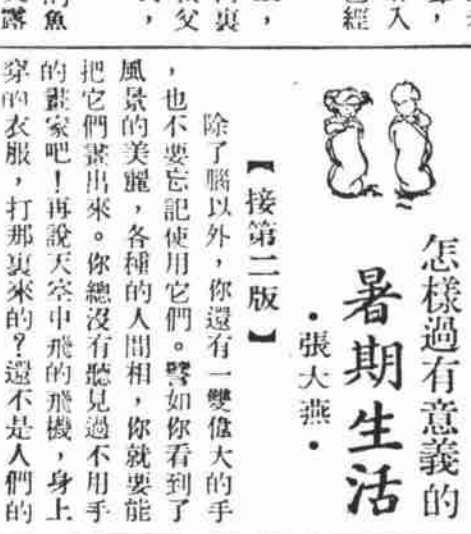 怎樣過有意義的
暑期生活
•張大燕•
【接第二版】
除了腦以外，你還有一雙偉大的手
，也不要忘記使用它們。譬如你看到了
風景的美麗，各種的人間相，你就要能
把它們畫出來。你總沒有聽見過不用手
的畫家吧！再說天空中飛的飛機，身上
穿的衣服，打那裏來的？還不是人們的